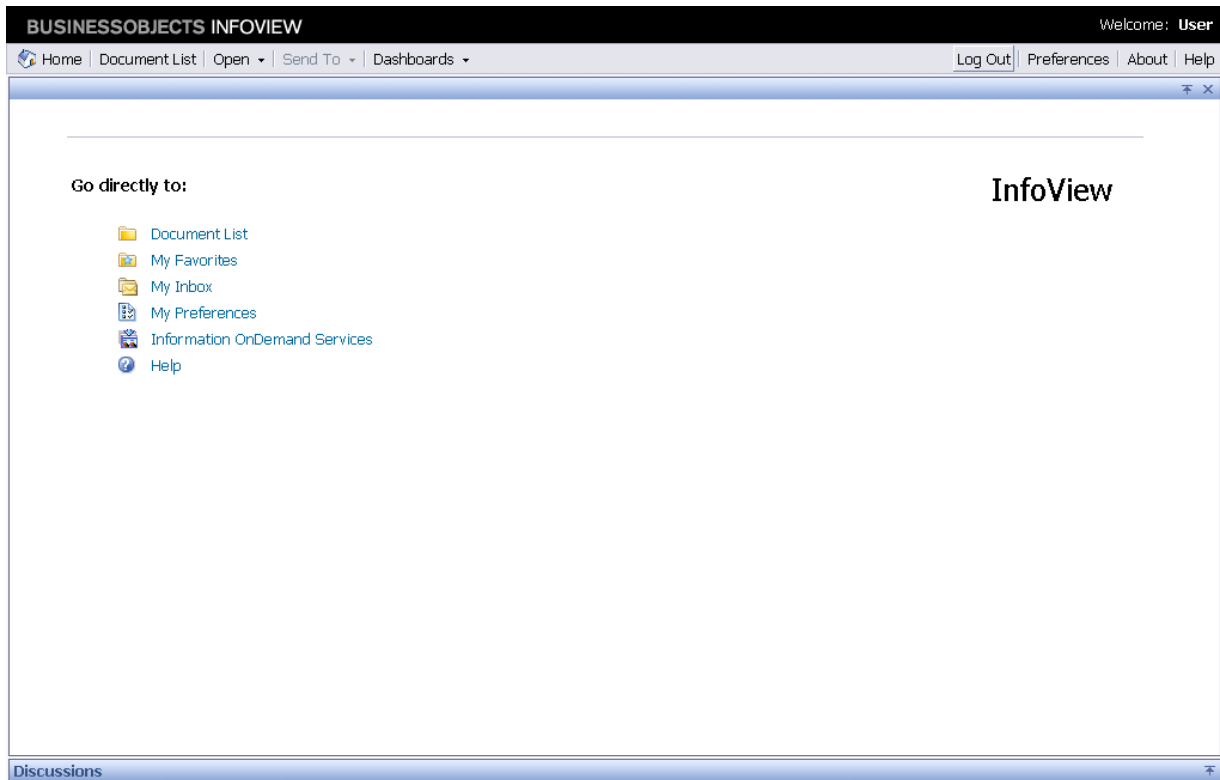 BUSINESSOBJECTS INFOVIEW Welcome: User
Home Document List Open Send To Dashboards Log Out Preferences About Help
Go directly to:
InfoView
Document List
My Favorites
My Inbox
My Preferences
Information OnDemand Services
Help
Discussions